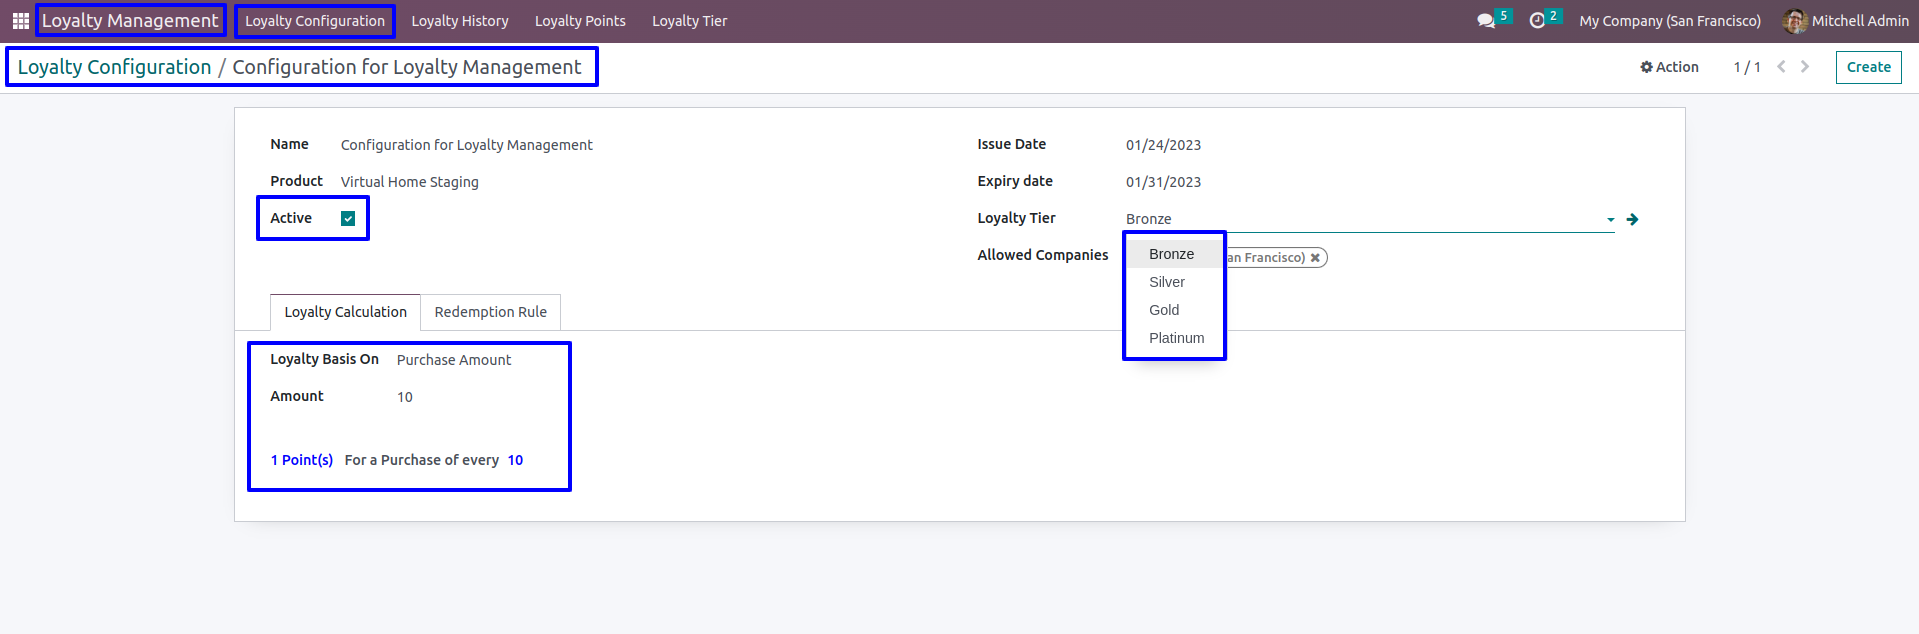 Loyalty Management Loyalty Configuration Loyalty History Loyalty Points Loyalty Tier 5 2 My Company (San Francisco) Mitchell Admin
Loyalty Configuration / Configuration for Loyalty Management Action 1 / 1 Create
Name Configuration for Loyalty Management Issue Date 01/24/2023
Product Virtual Home Staging Expiry date 01/31/2023
Active Loyalty Tier Bronze
Allowed Companies Bronze an Francisco)
Silver
Gold
Platinum
Loyalty Calculation Redemption Rule
Loyalty Basis On Purchase Amount
Amount 10
1 Point(s) For a Purchase of every 10